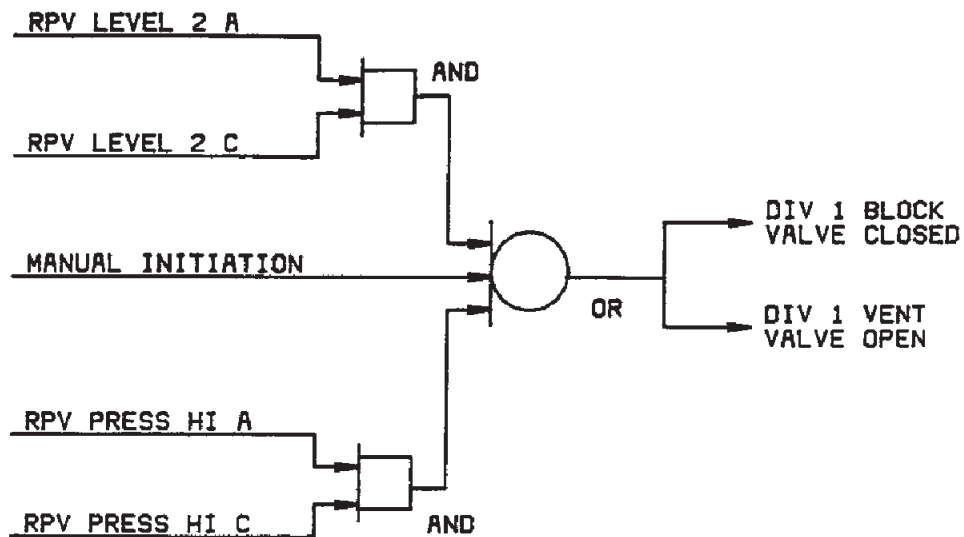 RPV LEVEL 2 A
AND
RPV LEVEL 2 C
DIV 1 BLOCK
VALVE CLOSED
MANUAL INITIATION
OR
DIV 1 VENT
VALVE OPEN
RPV PRESS HI A
RPV PRESS HI C
AND